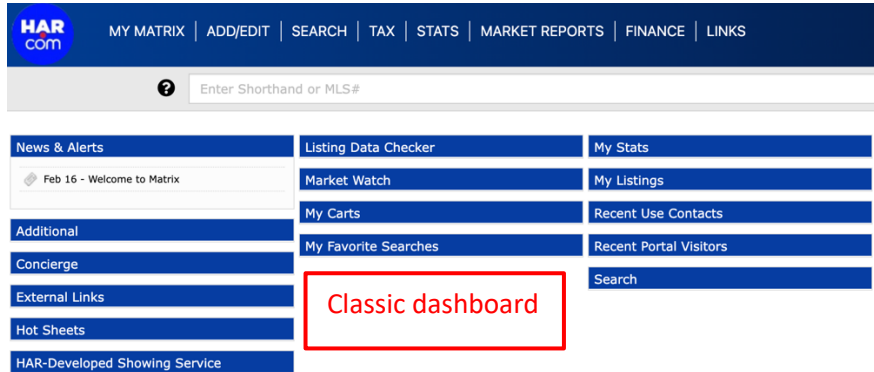 HAR
com
MY MATRIX | ADD/EDIT | SEARCH | TAX | STATS | MARKET REPORTS | FINANCE | LINKS
?
Enter Shorthand or MLS#
News & Alerts
Feb 16 - Welcome to Matrix
Additional
Concierge
External Links
Hot Sheets
HAR-Developed Showing Service
Listing Data Checker
Market Watch
My Carts
My Favorite Searches
Classic dashboard
My Stats
My Listings
Recent Use Contacts
Recent Portal Visitors
Search